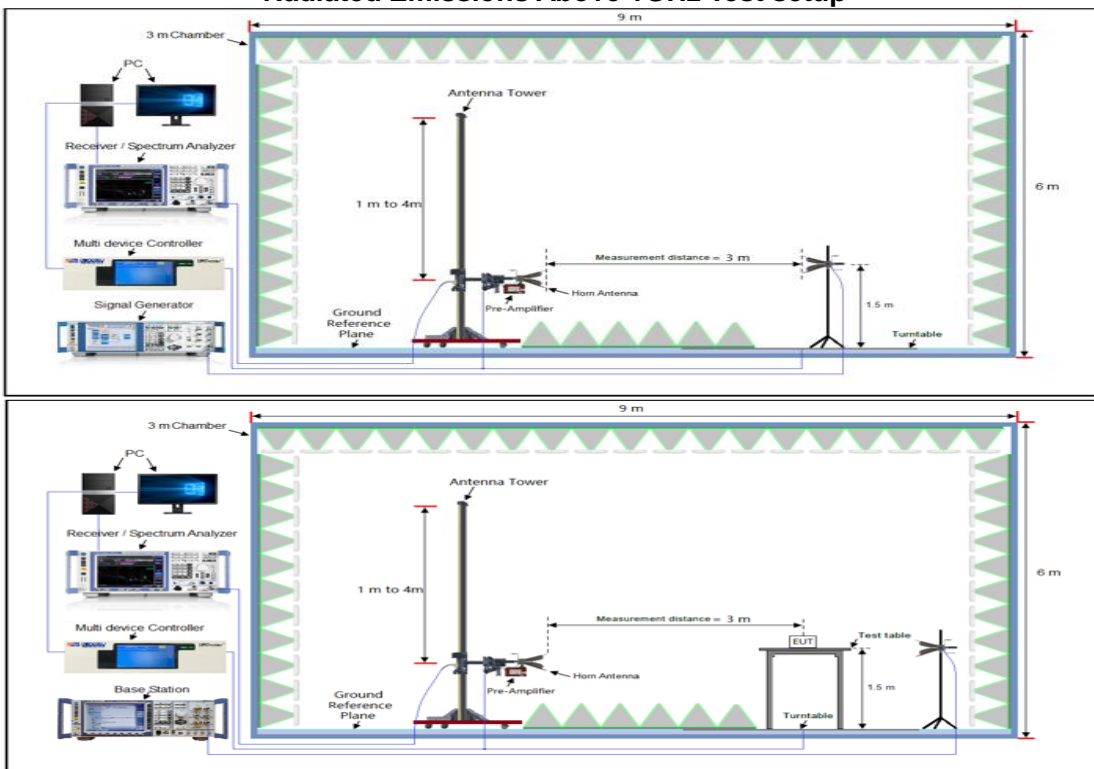 Radiated Emissions Above 1GHz Test setup
9 m
3 m Chamber
PC
Antenna Tower
Receiver / Spectrum Analyzer
6 m
1 m to 4m
Multi device Controller
Measurement distance = 3 m
Horn Antenna
Signal Generator
Pre-Amplifier
1.5 m
Ground
Reference
Plane
Turntable
9 m
3 m Chamber
PC
Antenna Tower
Receiver / Spectrum Analyzer
6 m
1 m to 4m
Measurement distance = 3 m
Multi device Controller
EUT
Test table
Horn Antenna
Base Station
Pre-Amplifier
1.5 m
Ground
Reference
Plane
Turntable